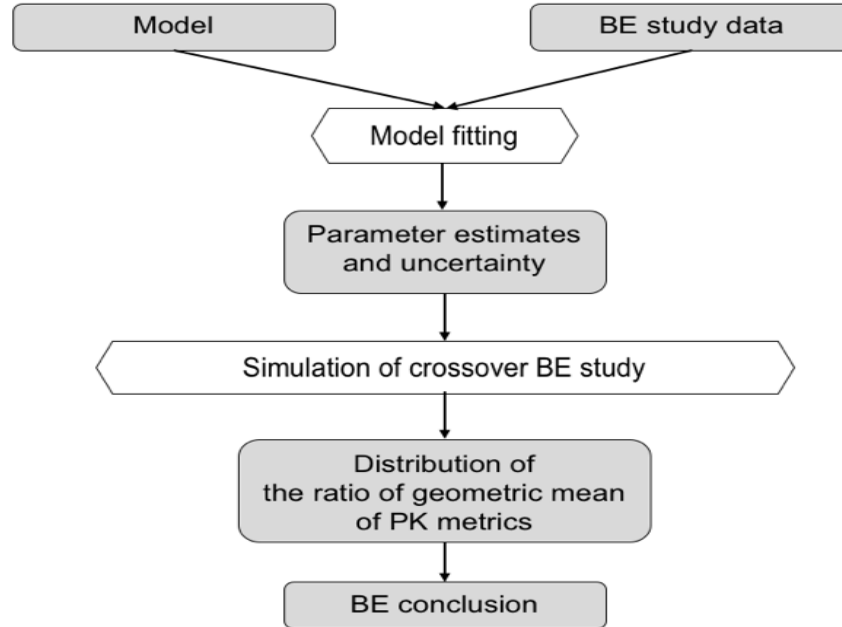 Model
BE study data
Model fitting
Parameter estimates
and uncertainty
Simulation of crossover BE study
Distribution of
the ratio of geometric mean
of PK metrics
BE conclusion